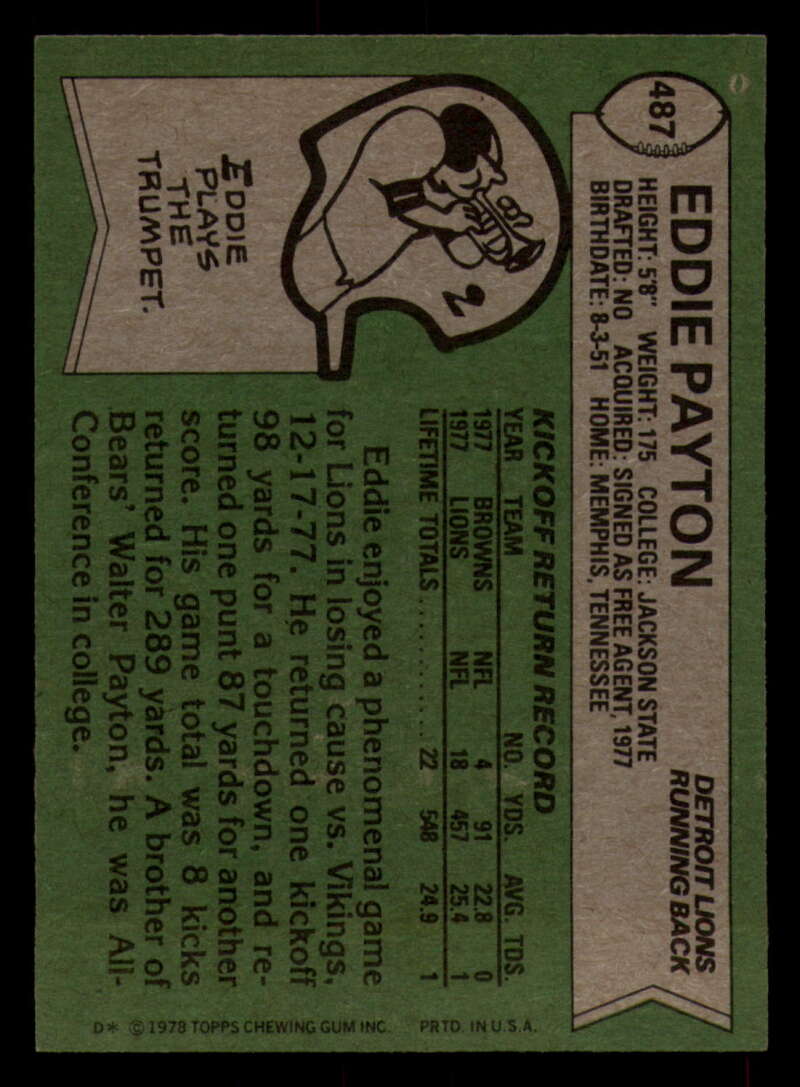 487
EDDIE PAYTON
DETROIT LIONS
RUNNING BACK
HEIGHT: 5'8" WEIGHT: 175 COLLEGE: JACKSON STATE
DRAFTED: NO ACQUIRED: SIGNED AS FREE AGENT, 1977
BIRTHDATE: 8-3-51 HOME: MEMPHIS, TENNESSEE
2
EDDIE
PLAYS
THE
TRUMPET.
KICKOFF RETURN RECORD
YEAR TEAM NO. YDS. AVG. TDS.
1977 BROWNS NFL 4 91 22.8 0
1977 LIONS NFL 18 457 25.4 1
LIFETIME TOTALS.............. 22 548 24.9 1
Eddie enjoyed a phenomenal game
for Lions in losing cause vs. Vikings,
12-17-77. He returned one kickoff
98 yards for a touchdown, and re-
turned one punt 87 yards for another
score. His game total was 8 kicks
returned for 289 yards. A brother of
Bears' Walter Payton, he was All-
Conference in college.
D* © 1978 TOPPS CHEWING GUM INC. PRTD. IN U.S.A.